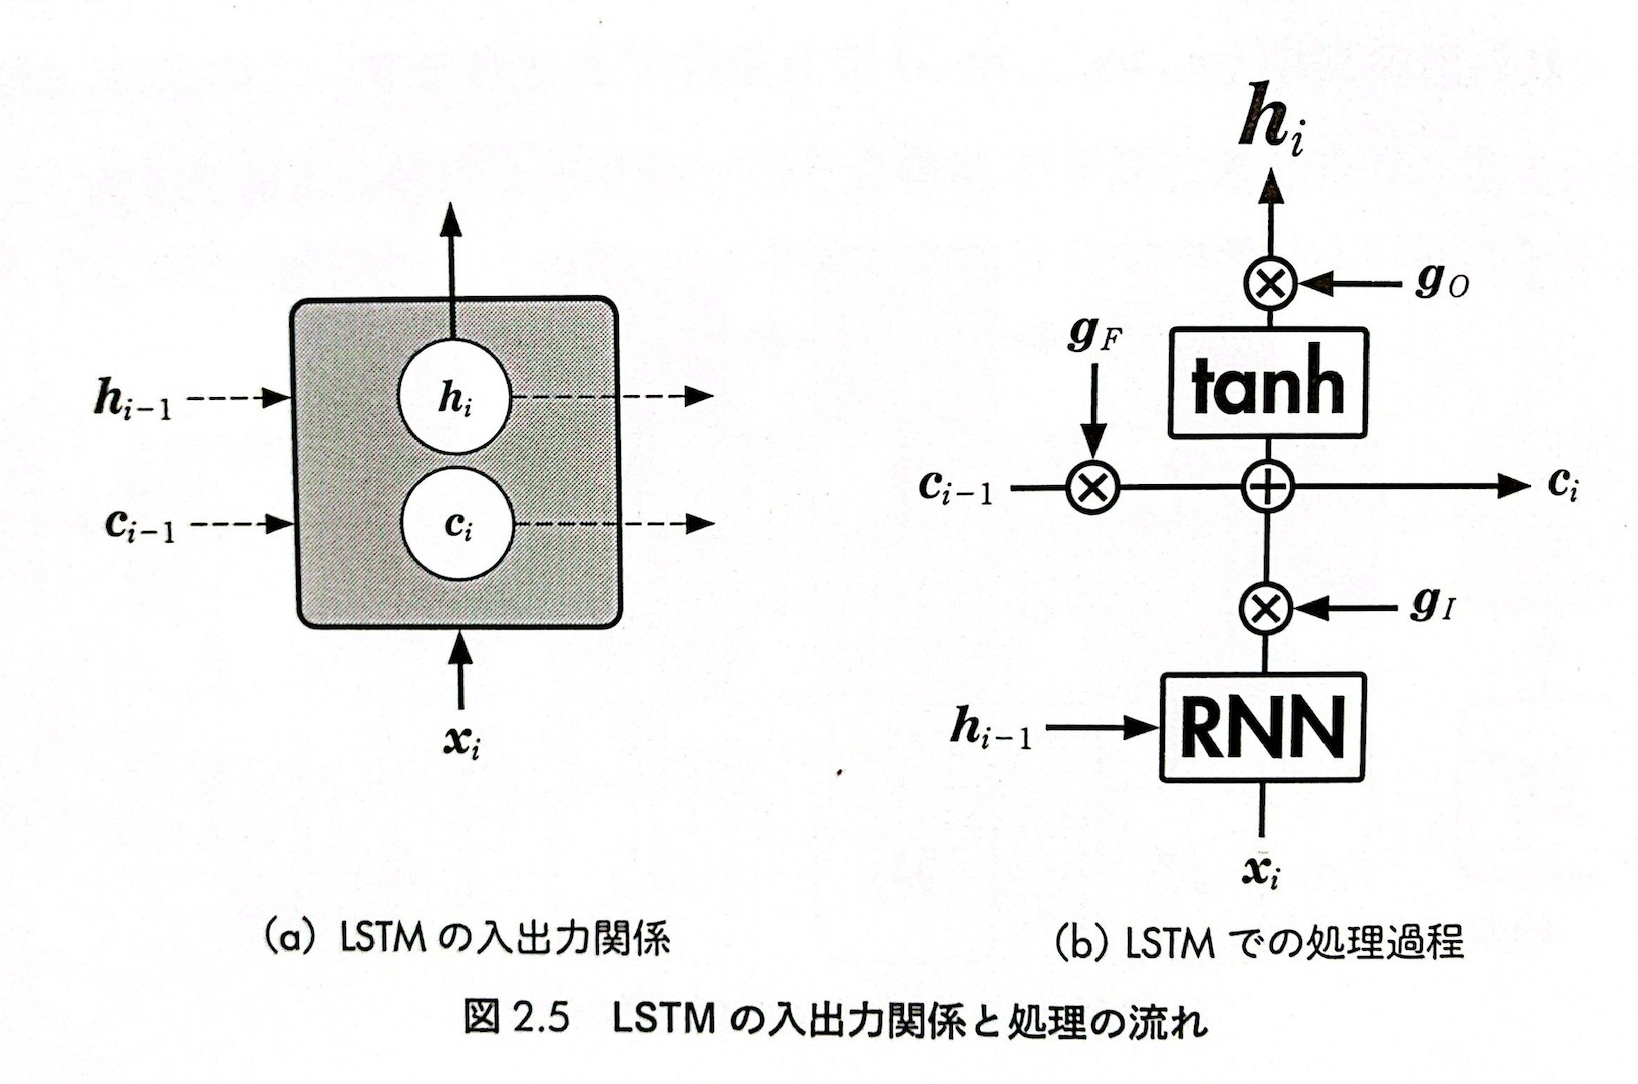 h_{i-1}
c_{i-1}
h_i
c_i
x_i
(a) LSTM の入出力関係
h_i
g_O
g_F
tanh
c_{i-1}
c_i
g_I
h_{i-1}
RNN
x_i
(b) LSTM での処理過程
図 2.5 LSTM の入出力関係と処理の流れ